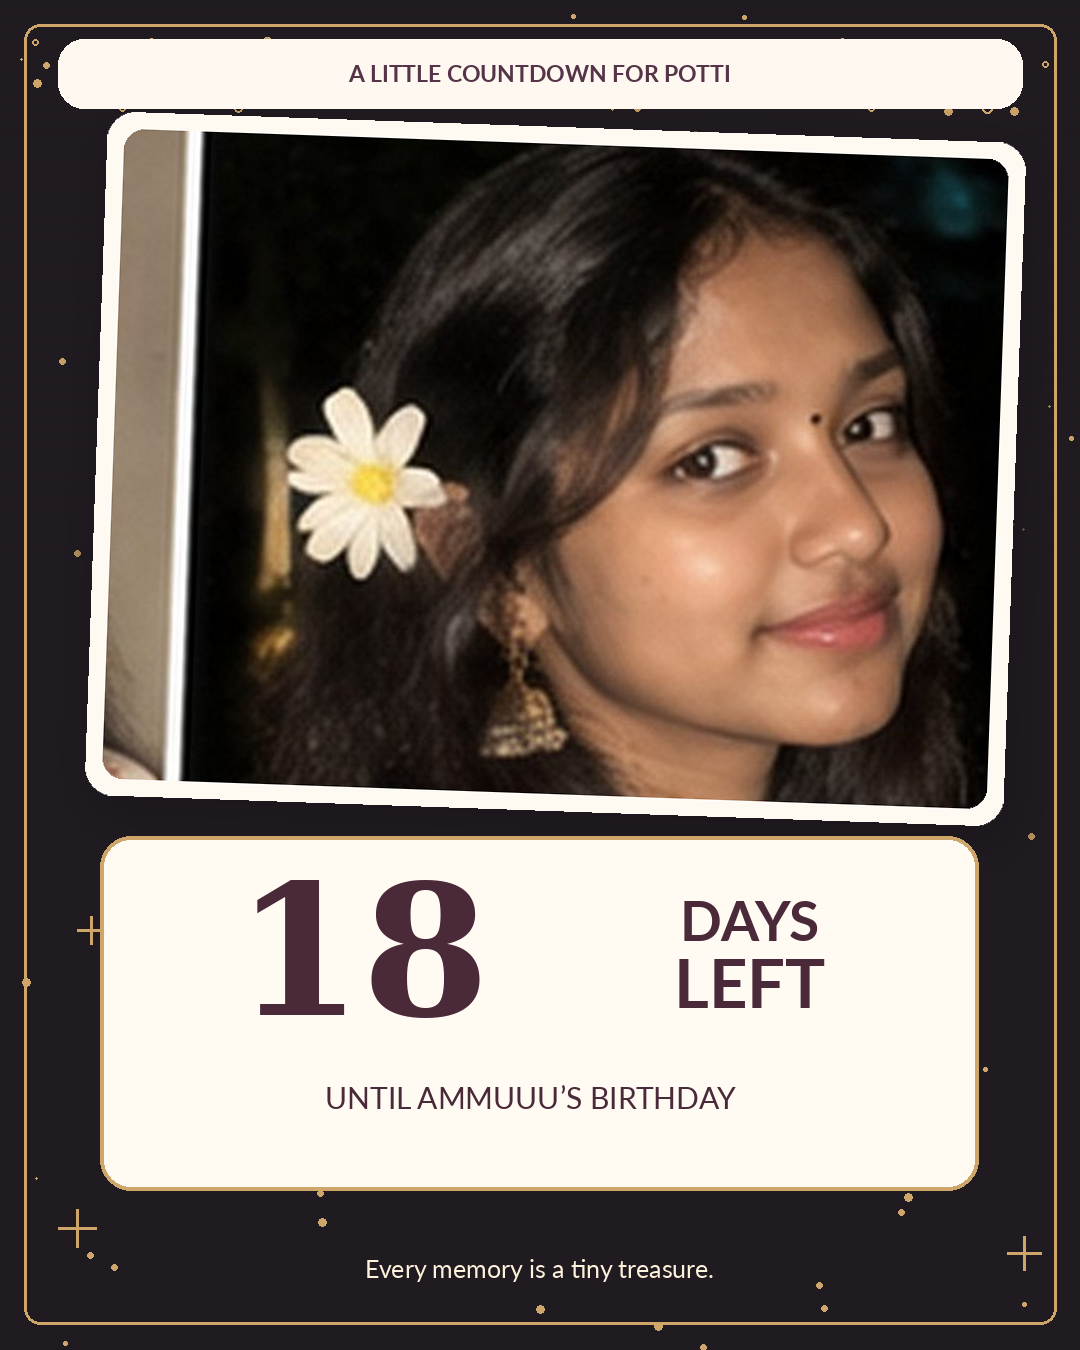 A LITTLE COUNTDOWN FOR POTTI
18
DAYS
LEFT
UNTIL AMMUUU’S BIRTHDAY
Every memory is a tiny treasure.